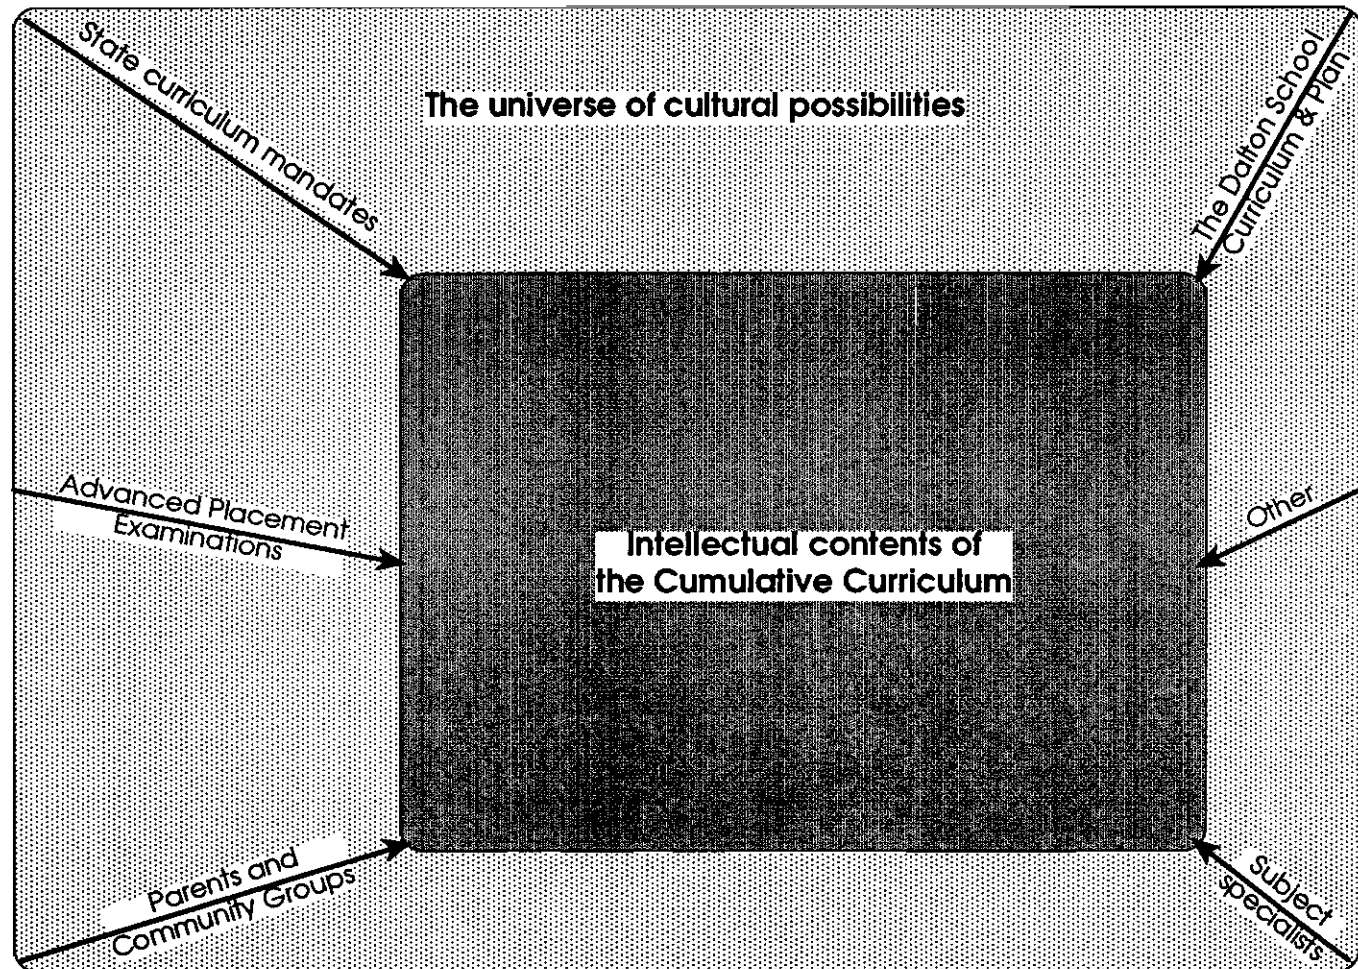 State curriculum mandates
The universe of cultural possibilities
The Dalton School
Curriculum & Plan
Advanced Placement
Examinations
Other
Intellectual contents of
the Cumulative Curriculum
Parents and
Community Groups
Subject
specialists